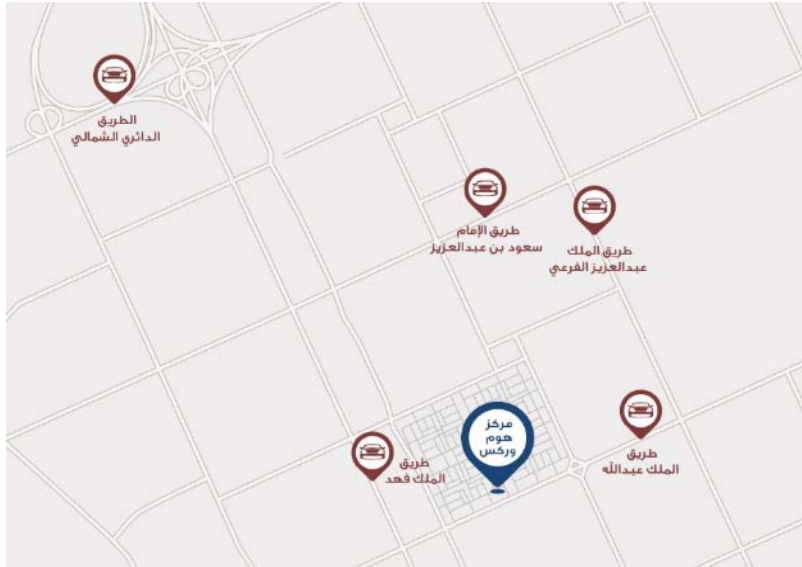 الطريق
الدائري الشمالي
طريق الإمام
سعود بن عبدالعزيز
طريق الملك
عبدالعزيز الفرعي
مركز
هوم
وركس
طريق
الملك عبدالله
طريق
الملك فهد